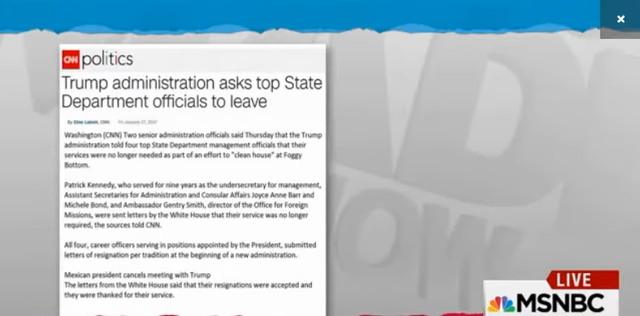 ×
CNN politics
Trump administration asks top State
Department officials to leave
By Elise Labott, CNN
Fri January 27, 2017
Washington (CNN) Two senior administration officials said Thursday that the Trump
administration told four top State Department management officials that their
services were no longer needed as part of an effort to "clean house" at Foggy
Bottom.
Patrick Kennedy, who served for nine years as the undersecretary for management,
Assistant Secretaries for Administration and Consular Affairs Joyce Anne Barr and
Michele Bond, and Ambassador Gentry Smith, director of the Office for Foreign
Missions, were sent letters by the White House that their service was no longer
required, the sources told CNN.
All four, career officers serving in positions appointed by the President, submitted
letters of resignation per tradition at the beginning of a new administration.
Mexican president cancels meeting with Trump
The letters from the White House said that their resignations were accepted and
they were thanked for their service.
LIVE
MSNBC